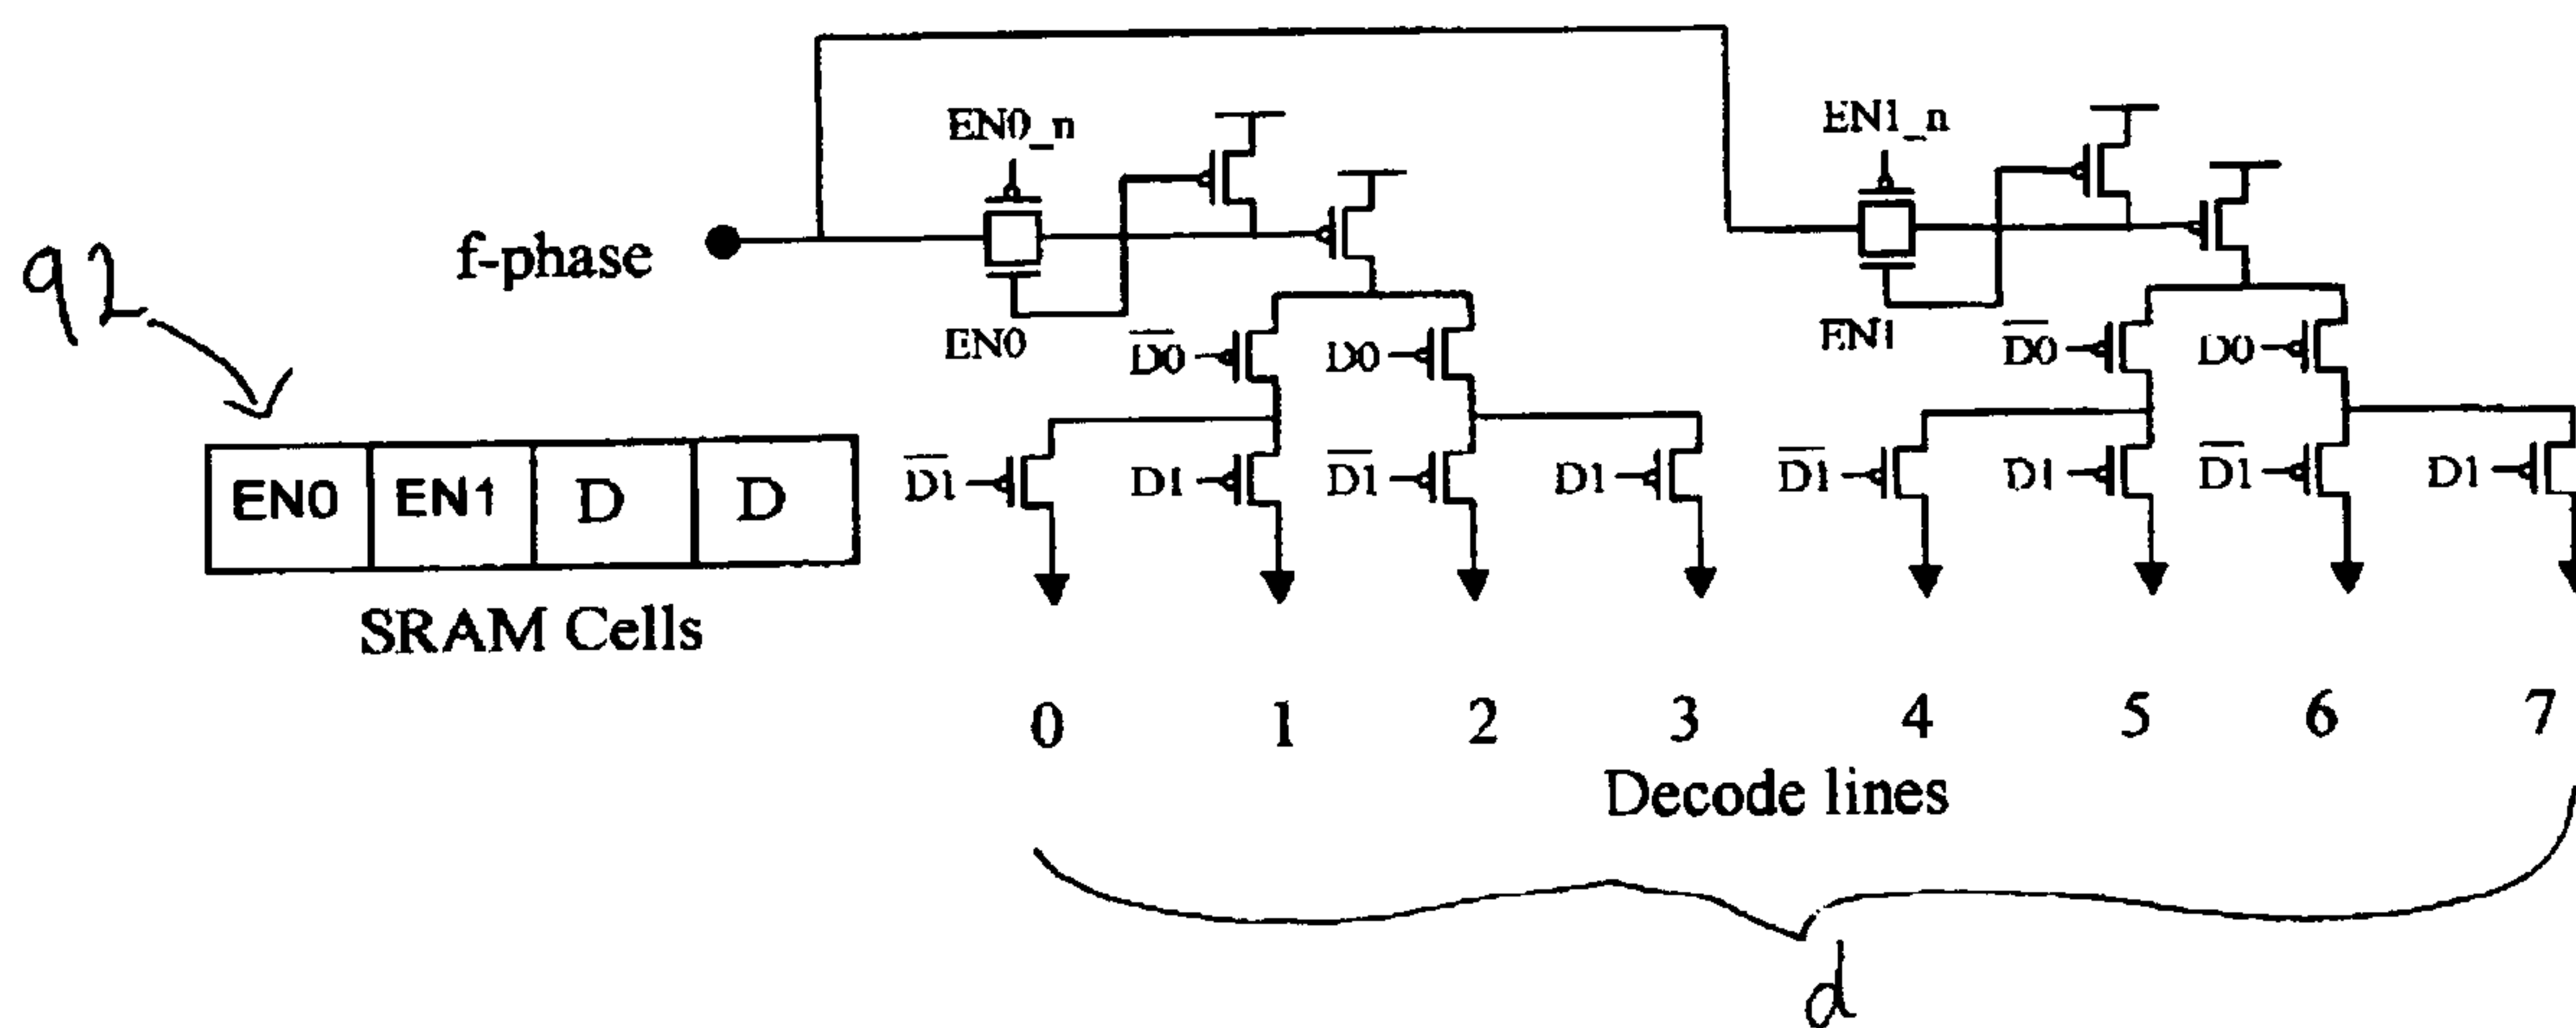 EN0_n
EN1_n
92
f-phase
EN0
EN1
D̅0̅ D0 D̅0̅ D0
EN0 EN1 D D
D̅1̅ D1 D̅1̅ D1 D̅1̅ D1 D̅1̅ D1
SRAM Cells
0 1 2 3 4 5 6 7
Decode lines
d